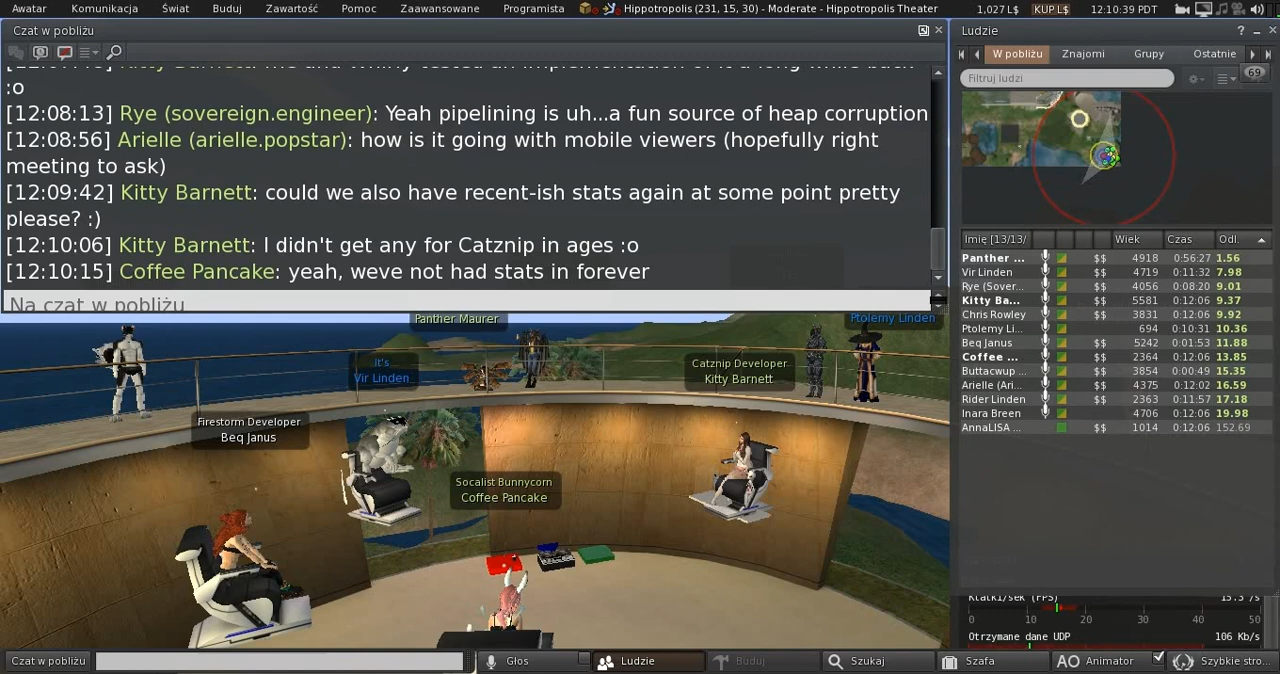 Awatar Komunikacja Świat Buduj Zawartość Pomoc Zaawansowane Programista Hippotropolis (231, 15, 30) - Moderate - Hippotropolis Theater 1,027 L$ KUP L$ 12:10:39 PDT
Czat w pobliżu
:o
[12:08:13] Rye (sovereign.engineer): Yeah pipelining is uh...a fun source of heap corruption
[12:08:56] Arielle (arielle.popstar): how is it going with mobile viewers (hopefully right
meeting to ask)
[12:09:42] Kitty Barnett: could we also have recent-ish stats again at some point pretty
please? :)
[12:10:06] Kitty Barnett: I didn't get any for Catznip in ages :o
[12:10:15] Coffee Pancake: yeah, weve not had stats in forever
Na czat w pobliżu
Ludzie
W pobliżu Znajomi Grupy Ostatnie
69
Filtruj ludzi
Imię [13/13/ Wiek Czas Odl.
Panther ... $$ 4918 0:56:27 1.56
Vir Linden $$ 4719 0:11:32 7.98
Rye (Sover... $$ 4056 0:08:20 9.01
Kitty Ba... $$ 5581 0:12:06 9.37
Chris Rowley $$ 3831 0:12:06 9.92
Ptolemy Li... 694 0:10:31 10.36
Beq Janus $$ 5242 0:01:53 11.88
Coffee ... $$ 2364 0:12:06 13.85
Buttacwup ... $$ 3854 0:00:49 15.35
Arielle (Ari... $$ 4375 0:12:02 16.59
Rider Linden $$ 2363 0:11:57 17.18
Inara Breen 4706 0:12:06 19.98
AnnaLISA ... $$ 1014 0:12:06 152.69
Klatki/sek (FPS) 15.3 /s
0 10 20 30 40 50
Otrzymane dane UDP 106 Kb/s
Panther Maurer
Ptolemy Linden
it's
Vir Linden
Catznip Developer
Kitty Barnett
Firestorm Developer
Beq Janus
Socalist Bunnycorn
Coffee Pancake
Czat w pobliżu Głos Ludzie Buduj Szukaj Szafa AO Animator Szybkie stro...